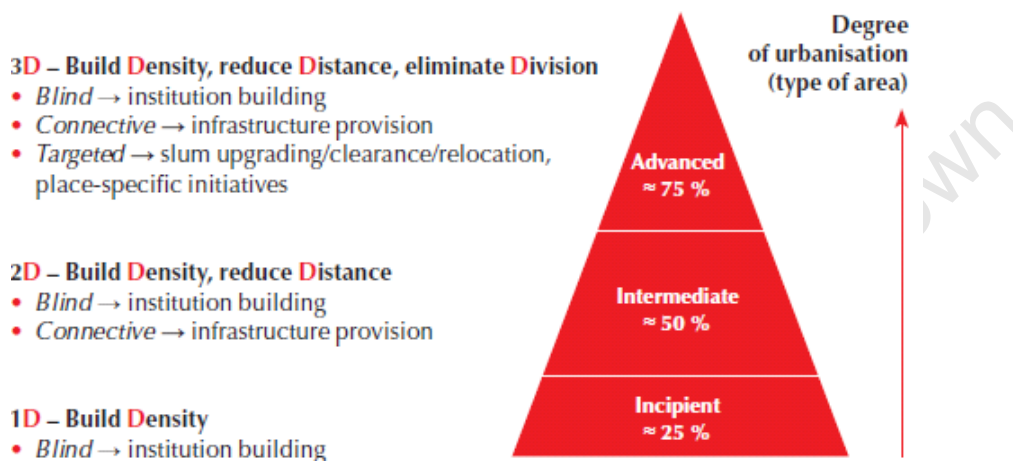 3D – Build Density, reduce Distance, eliminate Division
• Blind → institution building
• Connective → infrastructure provision
• Targeted → slum upgrading/clearance/relocation,
place-specific initiatives
2D – Build Density, reduce Distance
• Blind → institution building
• Connective → infrastructure provision
1D – Build Density
• Blind → institution building
Advanced
≈ 75 %
Intermediate
≈ 50 %
Incipient
≈ 25 %
Degree
of urbanisation
(type of area)